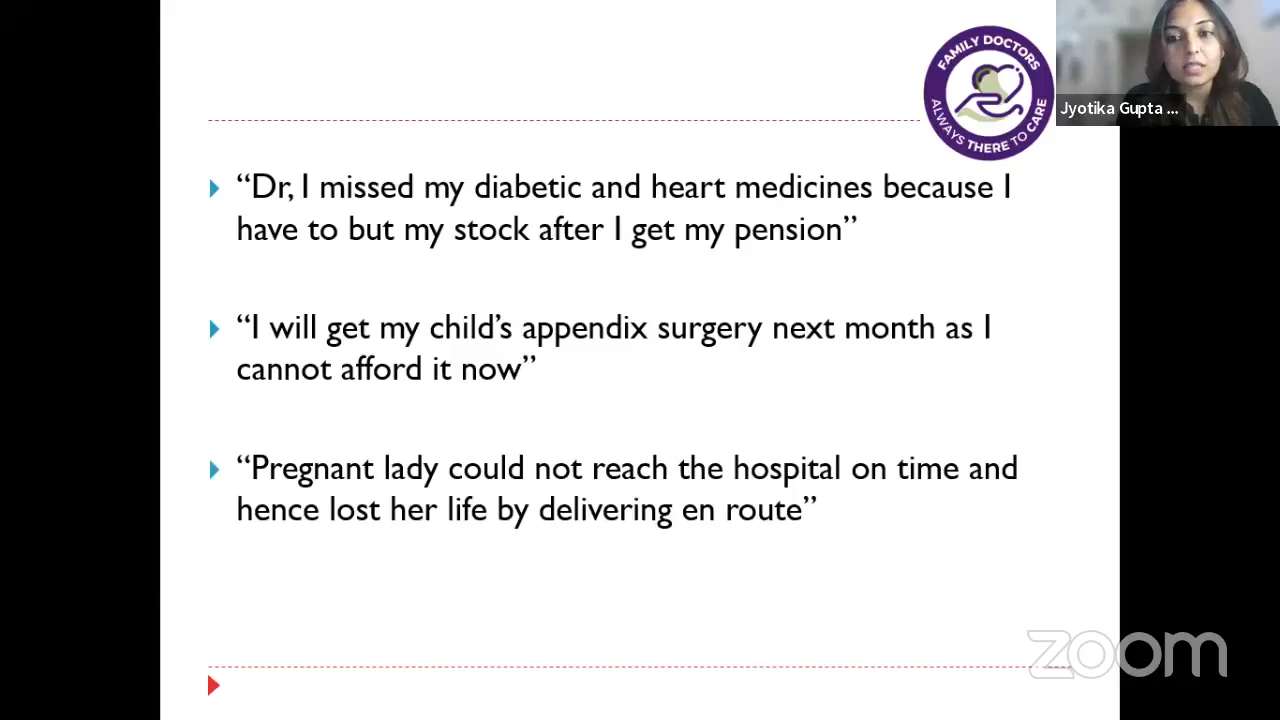 FAMILY DOCTORS
ALWAYS THERE TO CARE
Jyotika Gupta ...
“Dr, I missed my diabetic and heart medicines because I
have to but my stock after I get my pension”
“I will get my child’s appendix surgery next month as I
cannot afford it now”
“Pregnant lady could not reach the hospital on time and
hence lost her life by delivering en route”
zoom